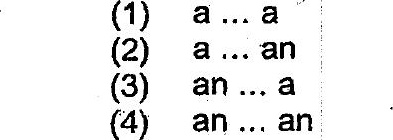 (1) a ... a
(2) a ... an
(3) an ... a
(4) an ... an